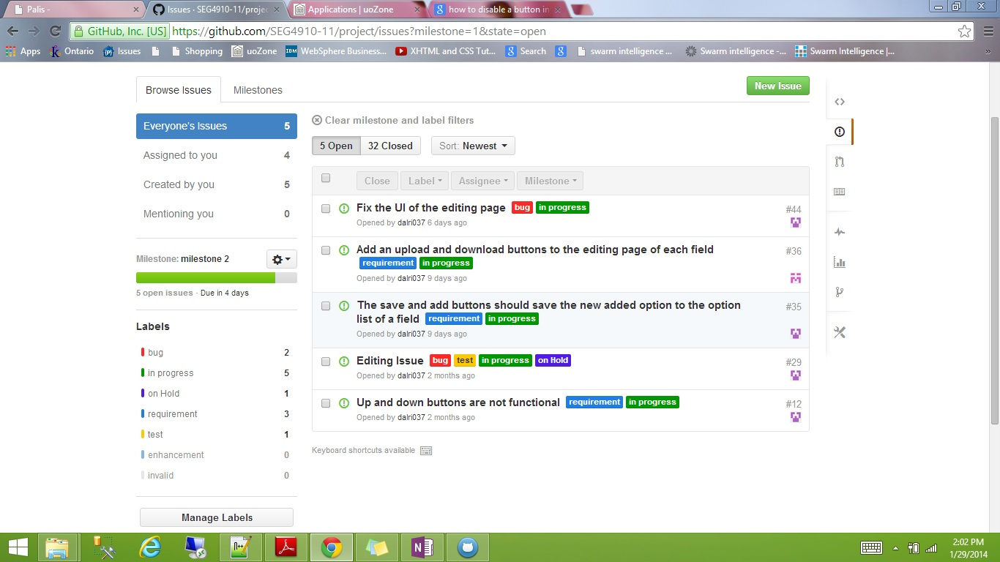 Palis -
Issues · SEG4910-11/projec
Applications | uoZone
how to disable a button in
GitHub, Inc. [US] https://github.com/SEG4910-11/project/issues?milestone=1&state=open
Apps Ontario Issues Shopping uoZone IBM WebSphere Business... XHTML and CSS Tut... Search swarm intelligence ... Swarm intelligence -... Swarm Intelligence |... »
Browse Issues Milestones New Issue
Everyone's Issues 5
Assigned to you 4
Created by you 5
Mentioning you 0
Milestone: milestone 2
5 open issues · Due in 4 days
Labels
bug 2
in progress 5
on Hold 1
requirement 3
test 1
enhancement 0
invalid 0
Manage Labels
Clear milestone and label filters
5 Open 32 Closed Sort: Newest
Close Label Assignee Milestone
Fix the UI of the editing page bug in progress #44
Opened by dalri037 6 days ago
Add an upload and download buttons to the editing page of each field #36
requirement in progress
Opened by dalri037 9 days ago
The save and add buttons should save the new added option to the option #35
list of a field requirement in progress
Opened by dalri037 9 days ago
Editing Issue bug test in progress on Hold #29
Opened by dalri037 2 months ago
Up and down buttons are not functional requirement in progress #12
Opened by dalri037 2 months ago
Keyboard shortcuts available
2:02 PM
1/29/2014